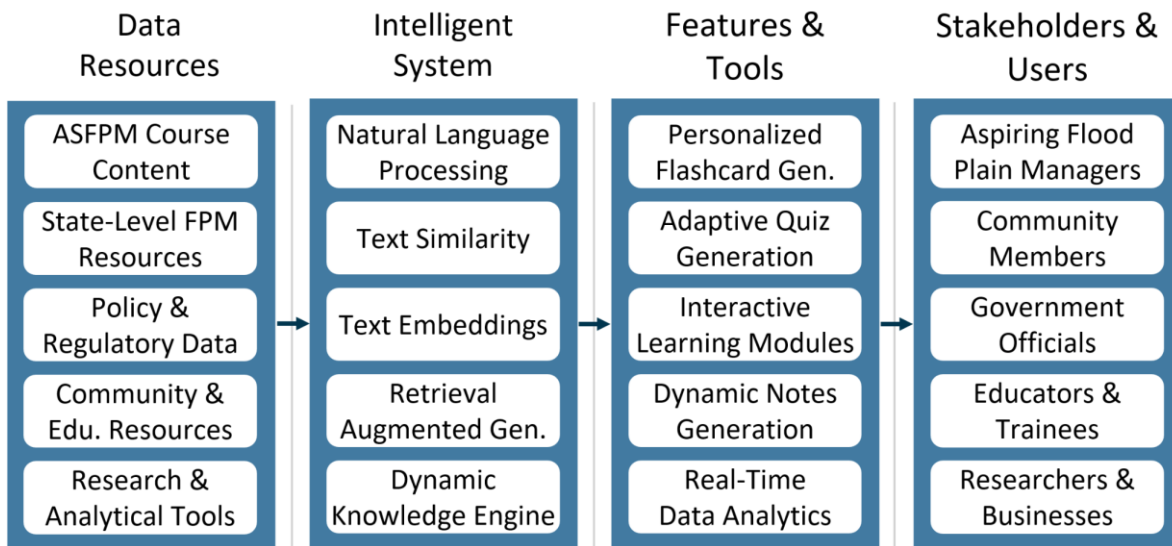 Data
Resources
ASFPM Course
Content
State-Level FPM
Resources
Policy &
Regulatory Data
Community &
Edu. Resources
Research &
Analytical Tools
Intelligent
System
Natural Language
Processing
Text Similarity
Text Embeddings
Retrieval
Augmented Gen.
Dynamic
Knowledge Engine
Features &
Tools
Personalized
Flashcard Gen.
Adaptive Quiz
Generation
Interactive
Learning Modules
Dynamic Notes
Generation
Real-Time
Data Analytics
Stakeholders &
Users
Aspiring Flood
Plain Managers
Community
Members
Government
Officials
Educators &
Trainees
Researchers &
Businesses